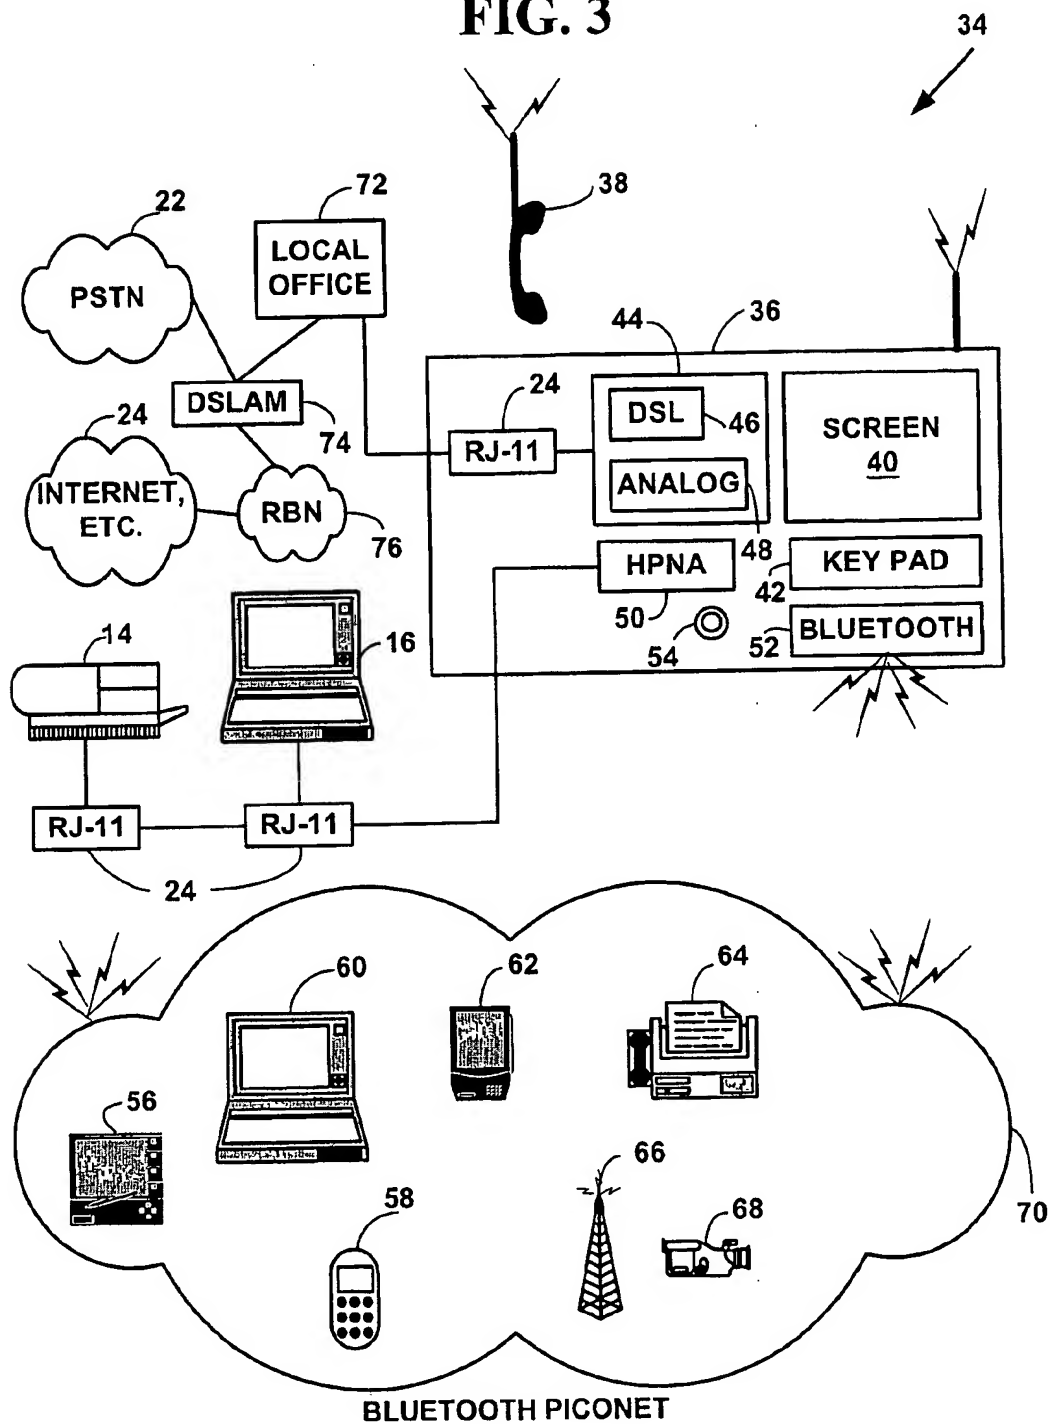 FIG. 3
34
38
72
22
LOCAL
OFFICE
PSTN
44
36
24
DSLAM
24
74
DSL
46
SCREEN
40
RJ-11
INTERNET,
ETC.
RBN
76
ANALOG
48
HPNA
KEY PAD
42
50
54
52
BLUETOOTH
14
16
RJ-11
RJ-11
24
60
62
64
56
66
58
68
70
BLUETOOTH PICONET